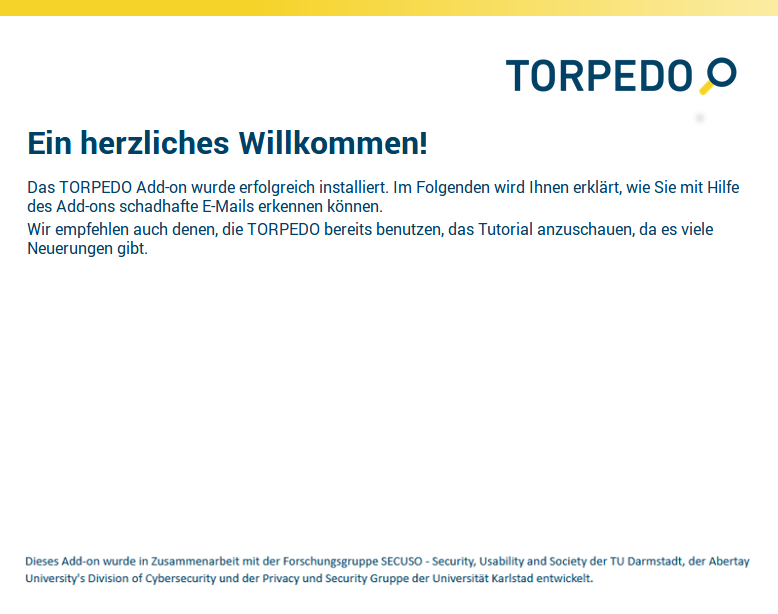 TORPEDO
Ein herzliches Willkommen!
Das TORPEDO Add-on wurde erfolgreich installiert. Im Folgenden wird Ihnen erklärt, wie Sie mit Hilfe
des Add-ons schadhafte E-Mails erkennen können.
Wir empfehlen auch denen, die TORPEDO bereits benutzen, das Tutorial anzuschauen, da es viele
Neuerungen gibt.
Dieses Add-on wurde in Zusammenarbeit mit der Forschungsgruppe SECUSO - Security, Usability and Society der TU Darmstadt, der Abertay
University's Division of Cybersecurity und der Privacy und Security Gruppe der Universität Karlstad entwickelt.